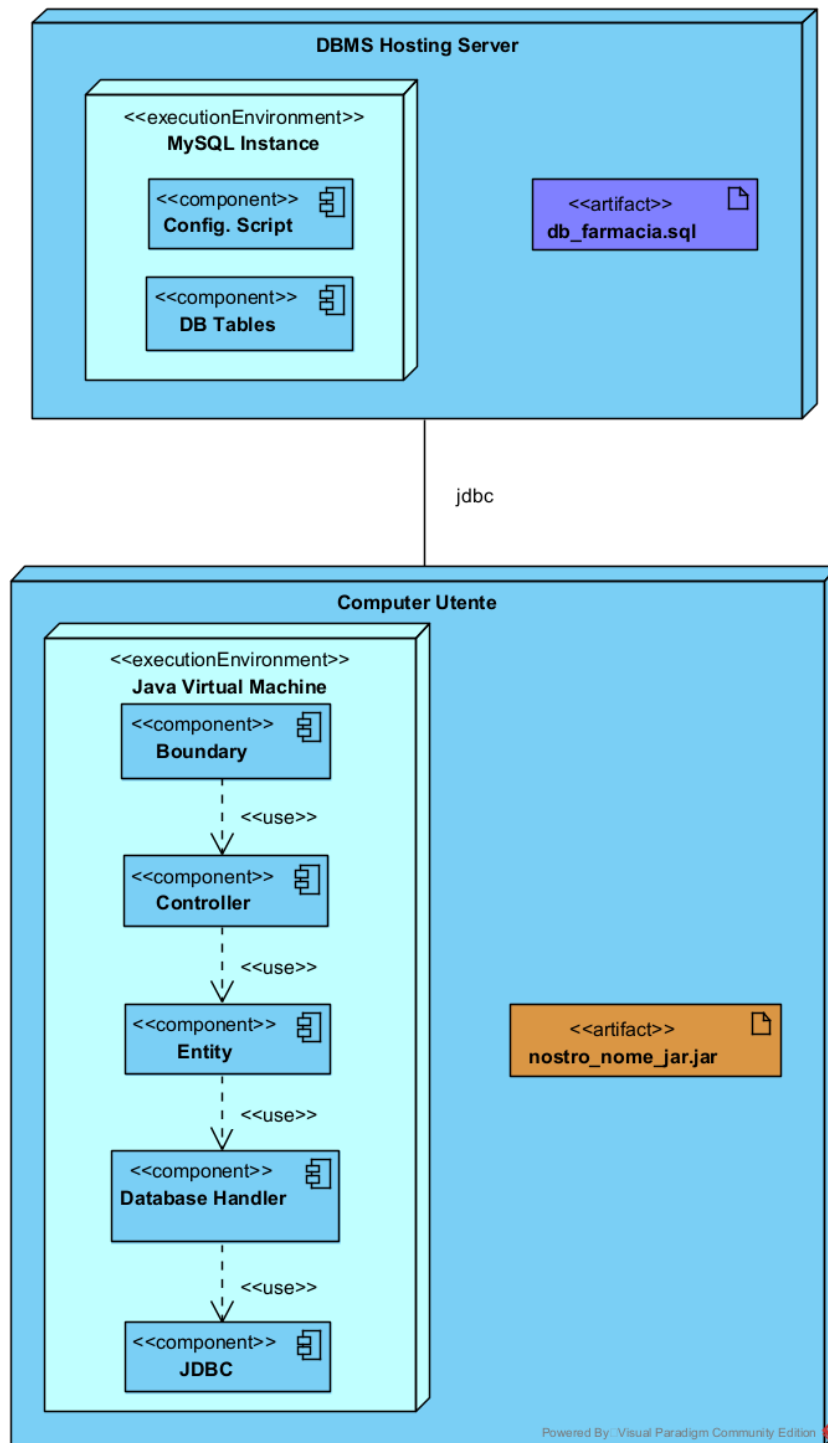 DBMS Hosting Server
<<executionEnvironment>>
MySQL Instance
<<component>>
Config. Script
<<component>>
DB Tables
<<artifact>>
db_farmacia.sql
jdbc
Computer Utente
<<executionEnvironment>>
Java Virtual Machine
<<component>>
Boundary
<<use>>
<<component>>
Controller
<<use>>
<<component>>
Entity
<<artifact>>
nostro_nome_jar.jar
<<use>>
<<component>>
Database Handler
<<use>>
<<component>>
JDBC
Powered By Visual Paradigm Community Edition